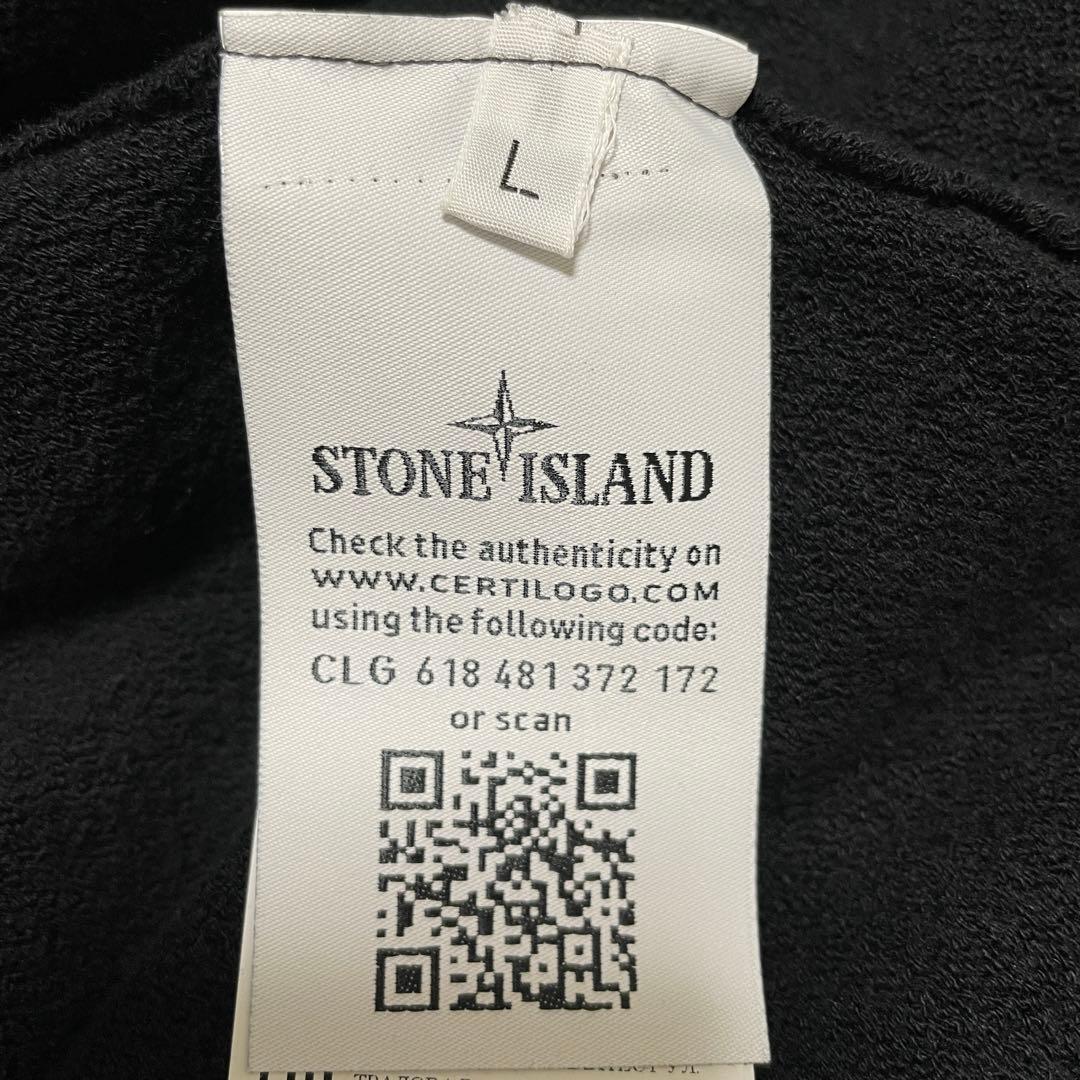 L
STONE ISLAND
Check the authenticity on
WWW.CERTILOGO.COM
using the following code:
CLG 618 481 372 172
or scan